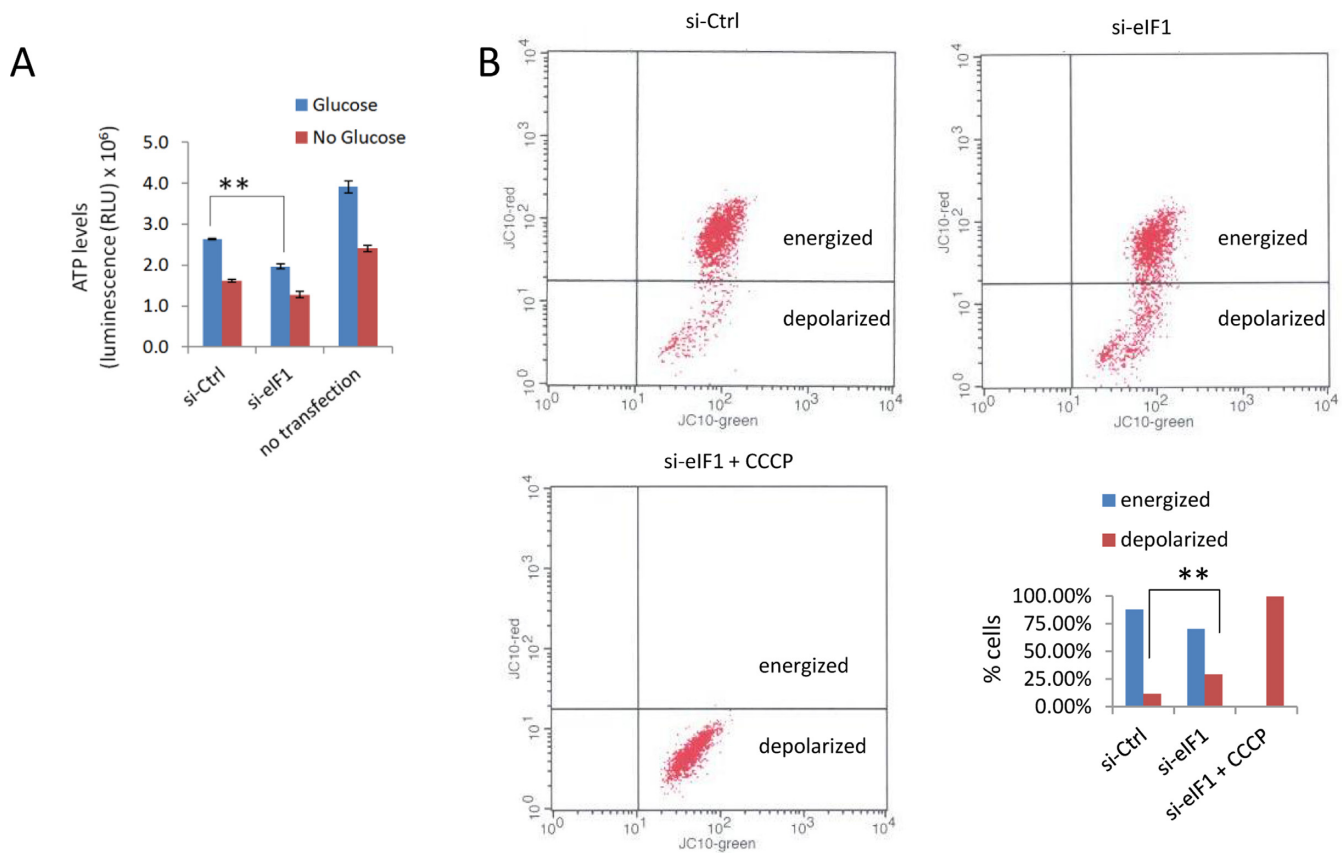 A
Glucose
No Glucose
ATP levels
(luminescence (RLU) x 10⁶)
5.0
4.0
3.0
2.0
1.0
0.0
**
si-Ctrl
si-eIF1
no transfection
B
si-Ctrl
JC10-red
10⁴
10³
10²
10¹
10⁰
energized
depolarized
10⁰ 10¹ 10² 10³ 10⁴
JC10-green
si-eIF1
JC10-red
10⁴
10³
10²
10¹
10⁰
energized
depolarized
10⁰ 10¹ 10² 10³ 10⁴
JC10-green
si-eIF1 + CCCP
JC10-red
10⁴
10³
10²
10¹
10⁰
energized
depolarized
10⁰ 10¹ 10² 10³ 10⁴
JC10-green
energized
depolarized
**
% cells
100.00%
75.00%
50.00%
25.00%
0.00%
si-Ctrl
si-eIF1
si-eIF1 + CCCP